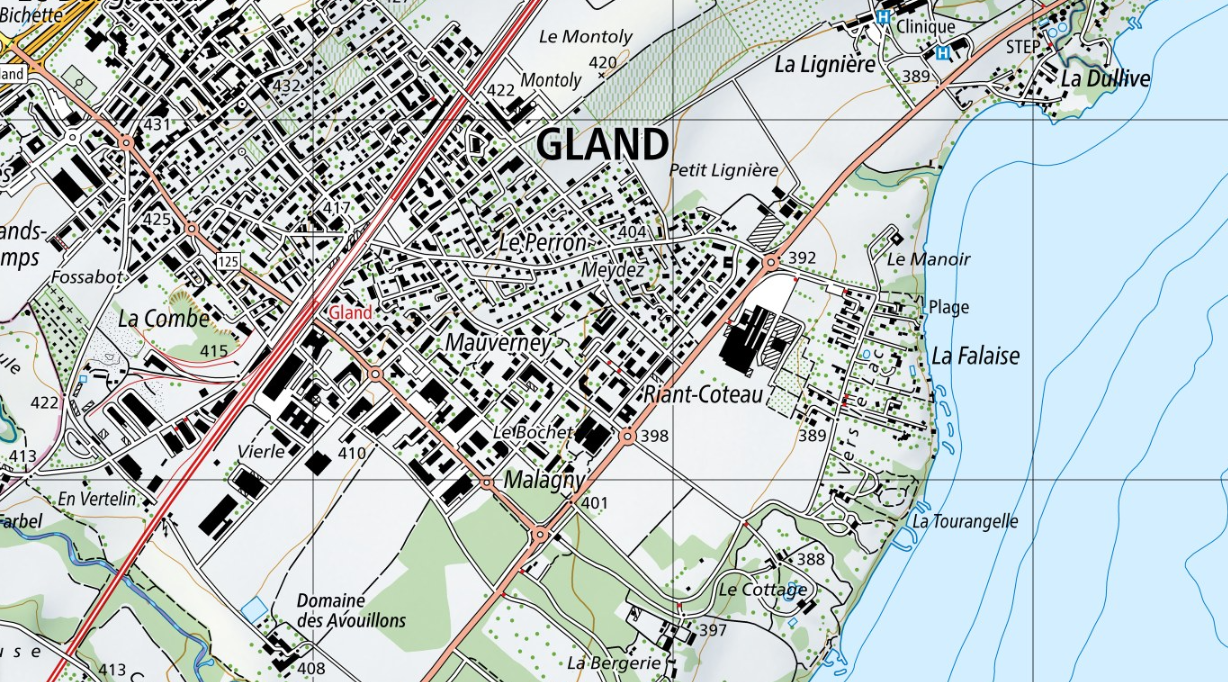 Bichette
Le Montoly
420
Montoly
422
432
431
GLAND
H
Clinique
H
STEP
La Lignière
389
La Dullive
Petit Lignière
417
425
Le Perron
404
Meydez
392
Le Manoir
Plage
La Falaise
125
Fossabot
La Combe
415
Gland
Mauverney
Riant-Coteau
389
Vers le Lac
422
413
Vierle
410
Le Bochet
398
En Vertelin
Malagny
401
La Tourangelle
388
Le Cottage
397
La Bergerie
Domaine
des Avouillons
408
413